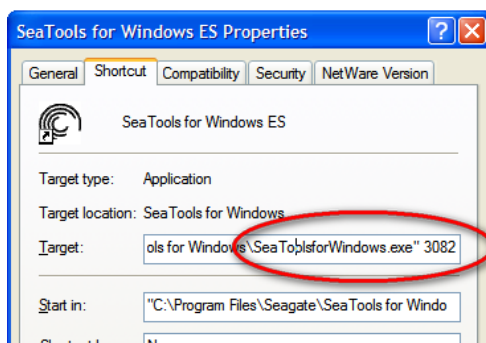 SeaTools for Windows ES Properties
General Shortcut Compatibility Security NetWare Version
SeaTools for Windows ES
Target type: Application
Target location: SeaTools for Windows
Target: ols for Windows\SeaToolsforWindows.exe" 3082
Start in: "C:\Program Files\Seagate\SeaTools for Windo